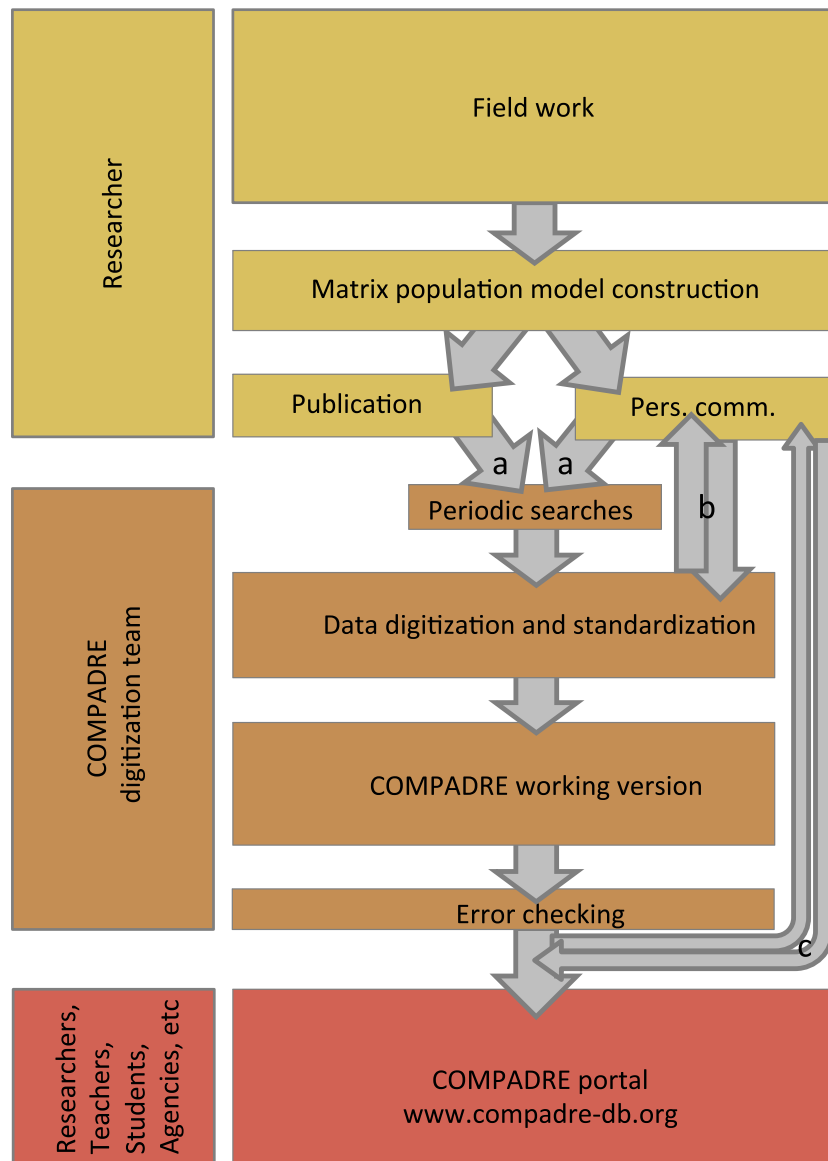 Researcher
Field work
Matrix population model construction
Publication
Pers. comm.
a
a
b
COMPADRE
digitization team
Periodic searches
Data digitization and standardization
COMPADRE working version
Error checking
c
Researchers,
Teachers,
Students,
Agencies, etc
COMPADRE portal
www.compadre-db.org